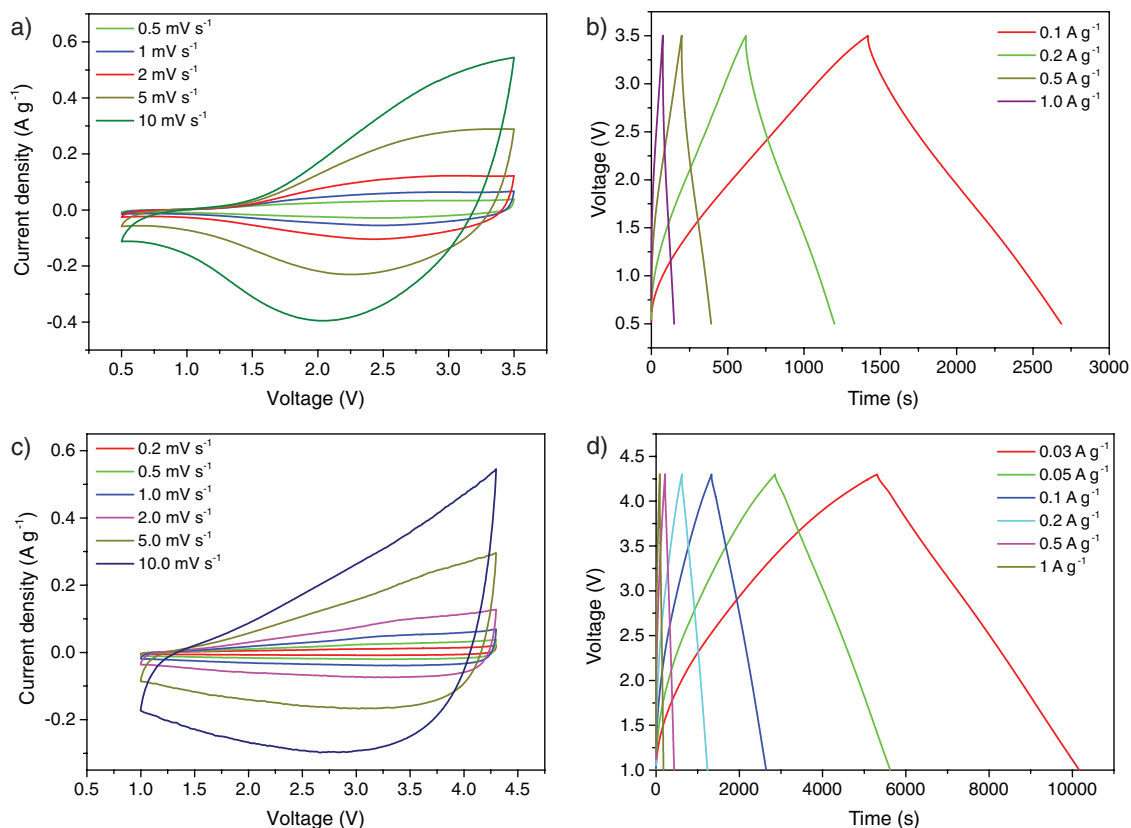 a)
0.5 mV s⁻¹
1 mV s⁻¹
2 mV s⁻¹
5 mV s⁻¹
10 mV s⁻¹
0.6
0.4
0.2
0.0
-0.2
-0.4
Current density (A g⁻¹)
0.5 1.0 1.5 2.0 2.5 3.0 3.5
Voltage (V)
b)
0.1 A g⁻¹
0.2 A g⁻¹
0.5 A g⁻¹
1.0 A g⁻¹
3.5
3.0
2.5
2.0
1.5
1.0
0.5
Voltage (V)
0 500 1000 1500 2000 2500 3000
Time (s)
c)
0.2 mV s⁻¹
0.5 mV s⁻¹
1.0 mV s⁻¹
2.0 mV s⁻¹
5.0 mV s⁻¹
10.0 mV s⁻¹
0.6
0.4
0.2
0.0
-0.2
Current density (A g⁻¹)
0.5 1.0 1.5 2.0 2.5 3.0 3.5 4.0 4.5
Voltage (V)
d)
0.03 A g⁻¹
0.05 A g⁻¹
0.1 A g⁻¹
0.2 A g⁻¹
0.5 A g⁻¹
1 A g⁻¹
4.5
4.0
3.5
3.0
2.5
2.0
1.5
1.0
Voltage (V)
0 2000 4000 6000 8000 10000
Time (s)